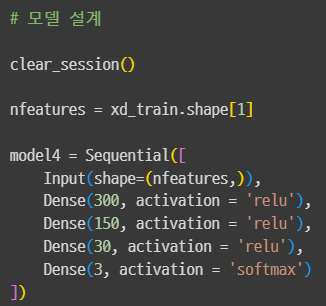 # 모델 설계
clear_session()
nfeatures = xd_train.shape[1]
model4 = Sequential([
    Input(shape=(nfeatures,)),
    Dense(300, activation = 'relu'),
    Dense(150, activation = 'relu'),
    Dense(30, activation = 'relu'),
    Dense(3, activation = 'softmax')
])